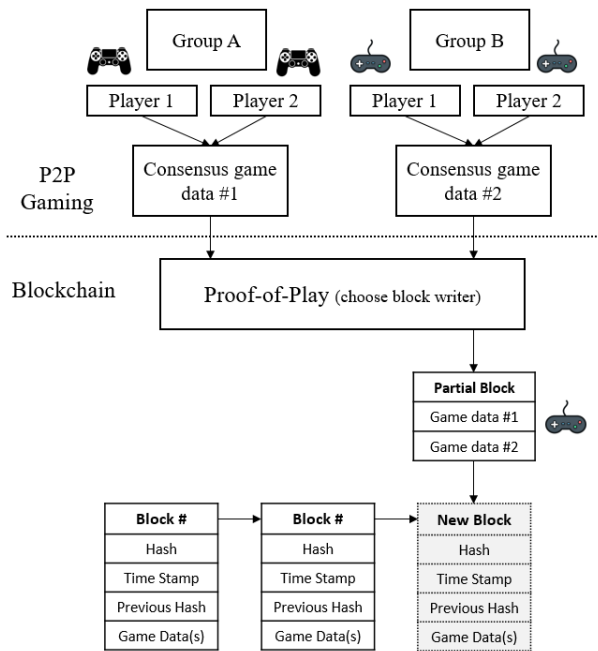 Group A
Group B
Player 1
Player 2
Player 1
Player 2
P2P
Gaming
Consensus game
data #1
Consensus game
data #2
Blockchain
Proof-of-Play (choose block writer)
Partial Block
Game data #1
Game data #2
Block #
Hash
Time Stamp
Previous Hash
Game Data(s)
Block #
Hash
Time Stamp
Previous Hash
Game Data(s)
New Block
Hash
Time Stamp
Previous Hash
Game Data(s)